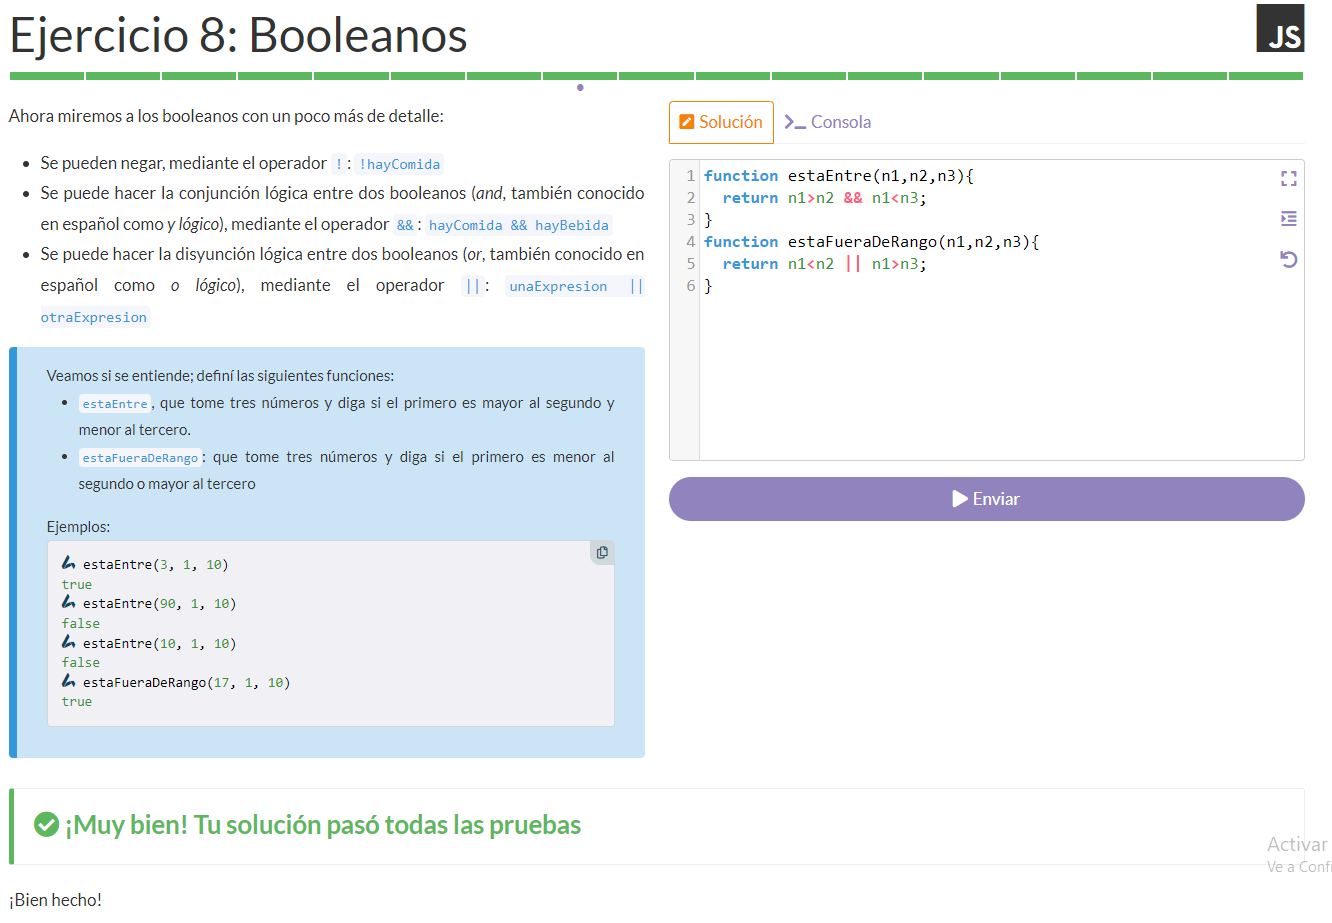 Ejercicio 8: Booleanos
JS
Ahora miremos a los booleanos con un poco más de detalle:
Se pueden negar, mediante el operador ! : !hayComida
Se puede hacer la conjunción lógica entre dos booleanos (and, también conocido
en español como y lógico), mediante el operador && : hayComida && hayBebida
Se puede hacer la disyunción lógica entre dos booleanos (or, también conocido en
español como o lógico), mediante el operador || : unaExpresion ||
otraExpresion
Veamos si se entiende; definí las siguientes funciones:
estaEntre, que tome tres números y diga si el primero es mayor al segundo y
menor al tercero.
estaFueraDeRango: que tome tres números y diga si el primero es menor al
segundo o mayor al tercero
Ejemplos:
estaEntre(3, 1, 10)
true
estaEntre(90, 1, 10)
false
estaEntre(10, 1, 10)
false
estaFueraDeRango(17, 1, 10)
true
Solución
Consola
1 function estaEntre(n1,n2,n3){
2 return n1>n2 && n1<n3;
3 }
4 function estaFueraDeRango(n1,n2,n3){
5 return n1<n2 || n1>n3;
6 }
Enviar
¡Muy bien! Tu solución pasó todas las pruebas
¡Bien hecho!
Activar
Ve a Confi